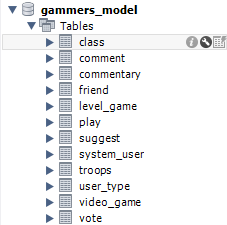 gammers_model
Tables
class
comment
commentary
friend
level_game
play
suggest
system_user
troops
user_type
video_game
vote